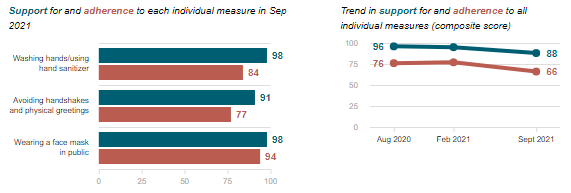 Support for and adherence to each individual measure in Sep
2021
Washing hands/using
hand sanitizer
98
84
Avoiding handshakes
and physical greetings
91
77
Wearing a face mask
in public
98
94
0 25 50 75 100
Trend in support for and adherence to all
individual measures (composite score)
100
75
50
25
0
96
88
76
66
Aug 2020 Feb 2021 Sept 2021